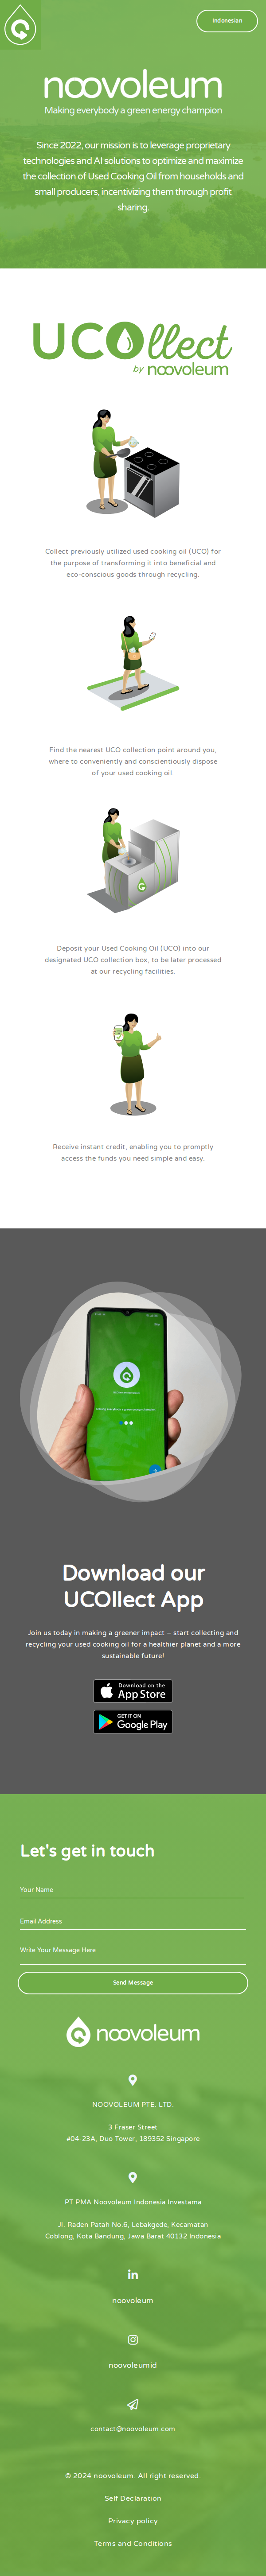 Indonesian
noovoleum
Making everybody a green energy champion
Since 2022, our mission is to leverage proprietary
technologies and AI solutions to optimize and maximize
the collection of Used Cooking Oil from households and
small producers, incentivizing them through profit
sharing.
UCOllect
by noovoleum
Collect previously utilized used cooking oil (UCO) for
the purpose of transforming it into beneficial and
eco-conscious goods through recycling.
Find the nearest UCO collection point around you,
where to conveniently and conscientiously dispose
of your used cooking oil.
Deposit your Used Cooking Oil (UCO) into our
designated UCO collection box, to be later processed
at our recycling facilities.
Receive instant credit, enabling you to promptly
access the funds you need simple and easy.
Download our
UCOllect App
Join us today in making a greener impact – start collecting and
recycling your used cooking oil for a healthier planet and a more
sustainable future!
Download on the
App Store
GET IT ON
Google Play
Let's get in touch
Your Name
Email Address
Write Your Message Here
Send Message
noovoleum
NOOVOLEUM PTE. LTD.
3 Fraser Street
#04-23A, Duo Tower, 189352 Singapore
PT PMA Noovoleum Indonesia Investama
Jl. Raden Patah No.6, Lebakgede, Kecamatan
Coblong, Kota Bandung, Jawa Barat 40132 Indonesia
noovoleum
noovoleumid
contact@noovoleum.com
© 2024 noovoleum. All right reserved.
Self Declaration
Privacy policy
Terms and Conditions